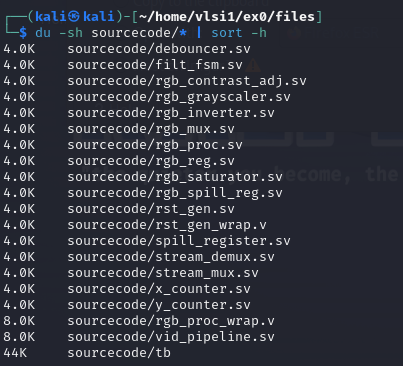 ┌──(kali㉿kali)-[~/home/vlsi1/ex0/files]
└─$ du -sh sourcecode/* | sort -h
4.0K sourcecode/debouncer.sv
4.0K sourcecode/filt_fsm.sv
4.0K sourcecode/rgb_contrast_adj.sv
4.0K sourcecode/rgb_grayscaler.sv
4.0K sourcecode/rgb_inverter.sv
4.0K sourcecode/rgb_mux.sv
4.0K sourcecode/rgb_proc.sv
4.0K sourcecode/rgb_reg.sv
4.0K sourcecode/rgb_saturator.sv
4.0K sourcecode/rgb_spill_reg.sv
4.0K sourcecode/rst_gen.sv
4.0K sourcecode/rst_gen_wrap.v
4.0K sourcecode/spill_register.sv
4.0K sourcecode/stream_demux.sv
4.0K sourcecode/stream_mux.sv
4.0K sourcecode/x_counter.sv
4.0K sourcecode/y_counter.sv
8.0K sourcecode/rgb_proc_wrap.v
8.0K sourcecode/vid_pipeline.sv
44K sourcecode/tb